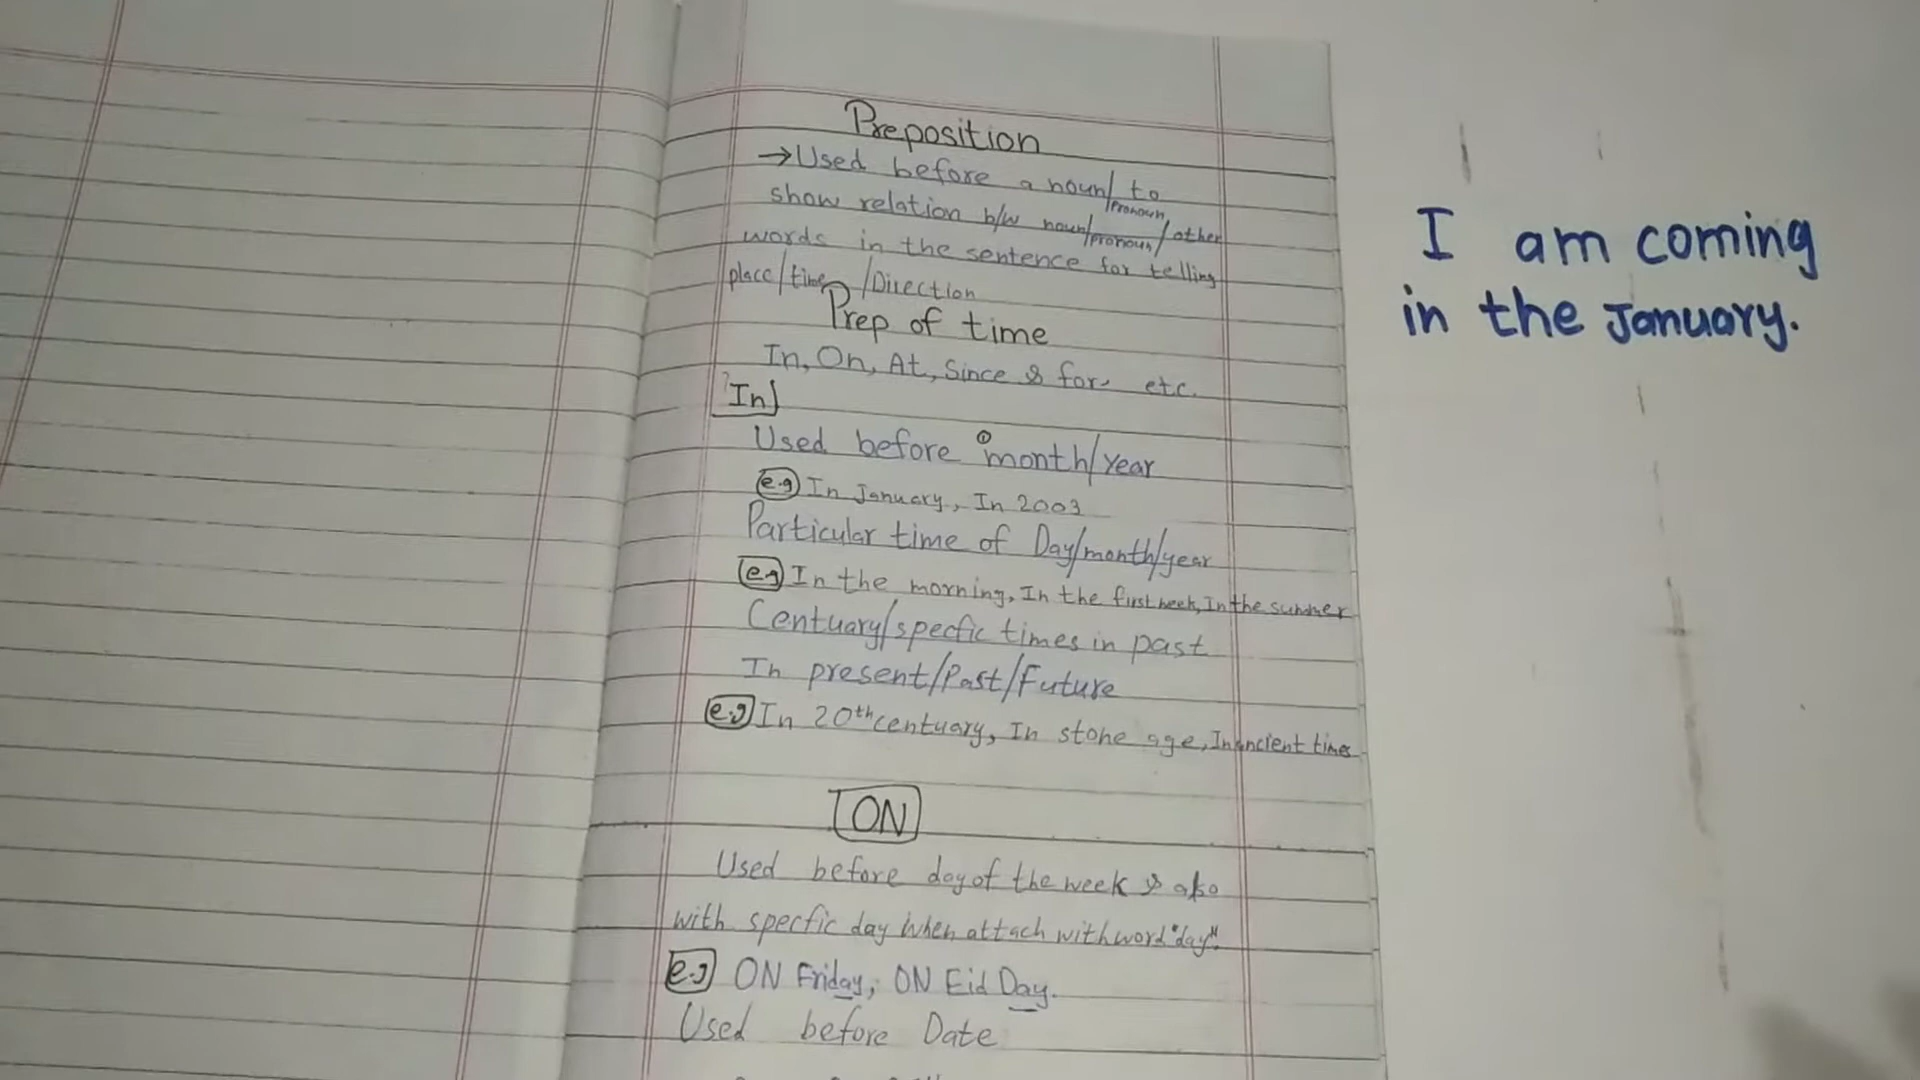 Preposition
→ Used before a noun/pronoun to
show relation b/w noun/pronoun/other
words in the sentence for telling
place/time/Direction
Prep of time
In, On, At, Since & for etc.
In
Used before ① month/year
e.g In January, In 2003
Particular time of Day/month/year
e.g In the morning, In the first week, In the summer
Centuary/specfic times in past
In present/Past/Future
e.g In 20th centuary, In stone age, In ancient times
ON
Used before day of the week & also
with specfic day when attach with word "day".
e.g ON Friday, ON Eid Day.
Used before Date
I am coming
in the January.